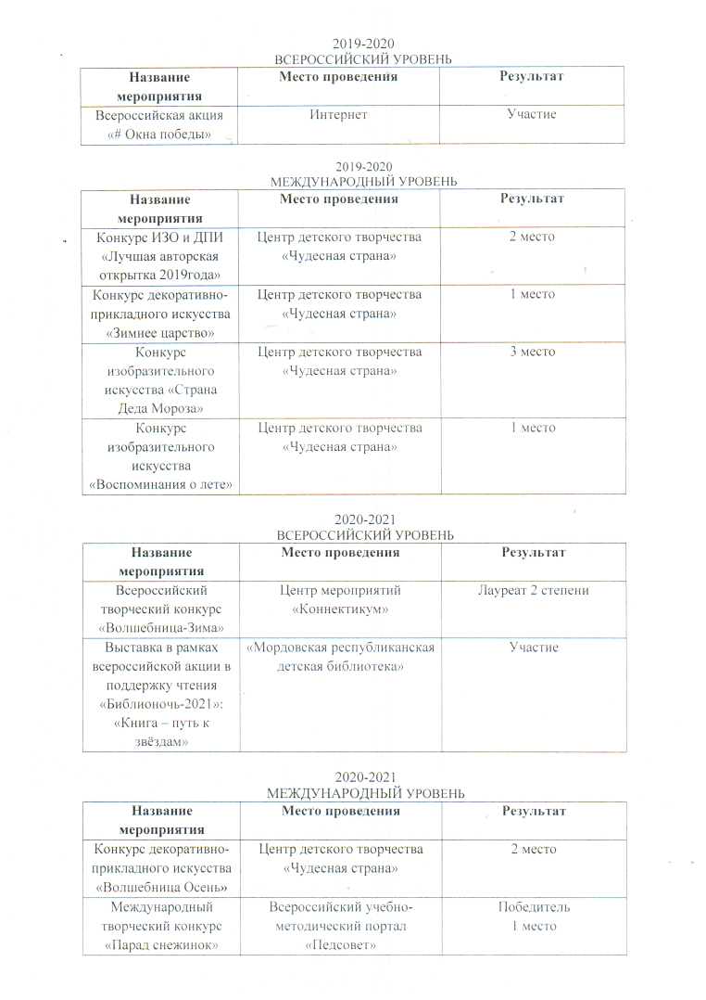 2019-2020
ВСЕРОССИЙСКИЙ УРОВЕНЬ
Название мероприятия
Место проведения
Результат
Всероссийская акция
«# Окна победы»
Интернет
Участие
2019-2020
МЕЖДУНАРОДНЫЙ УРОВЕНЬ
Название
мероприятия
Место проведения
Результат
Конкурс ИЗО и ДПИ
«Лучшая авторская
открытка 2019года»
Центр детского творчества
«Чудесная страна»
2 место
Конкурс декоративно-
прикладного искусства
«Зимнее царство»
Центр детского творчества
«Чудесная страна»
1 место
Конкурс
изобразительного
искусства «Страна
Деда Мороза»
Центр детского творчества
«Чудесная страна»
3 место
Конкурс
изобразительного
искусства
«Воспоминания о лете»
Центр детского творчества
«Чудесная страна»
1 место
2020-2021
ВСЕРОССИЙСКИЙ УРОВЕНЬ
Название
мероприятия
Место проведения
Результат
Всероссийский
творческий конкурс
«Волшебница-Зима»
Центр мероприятий
«Коннектикум»
Лауреат 2 степени
Выставка в рамках
всероссийской акции в
поддержку чтения
«Библионочь-2021»:
«Книга – путь к
звёздам»
«Мордовская республиканская
детская библиотека»
Участие
2020-2021
МЕЖДУНАРОДНЫЙ УРОВЕНЬ
Название
мероприятия
Место проведения
Результат
Конкурс декоративно-
прикладного искусства
«Волшебница Осень»
Центр детского творчества
«Чудесная страна»
2 место
Международный
творческий конкурс
«Парад снежинок»
Всероссийский учебно-
методический портал
«Педсовет»
Победитель
1 место